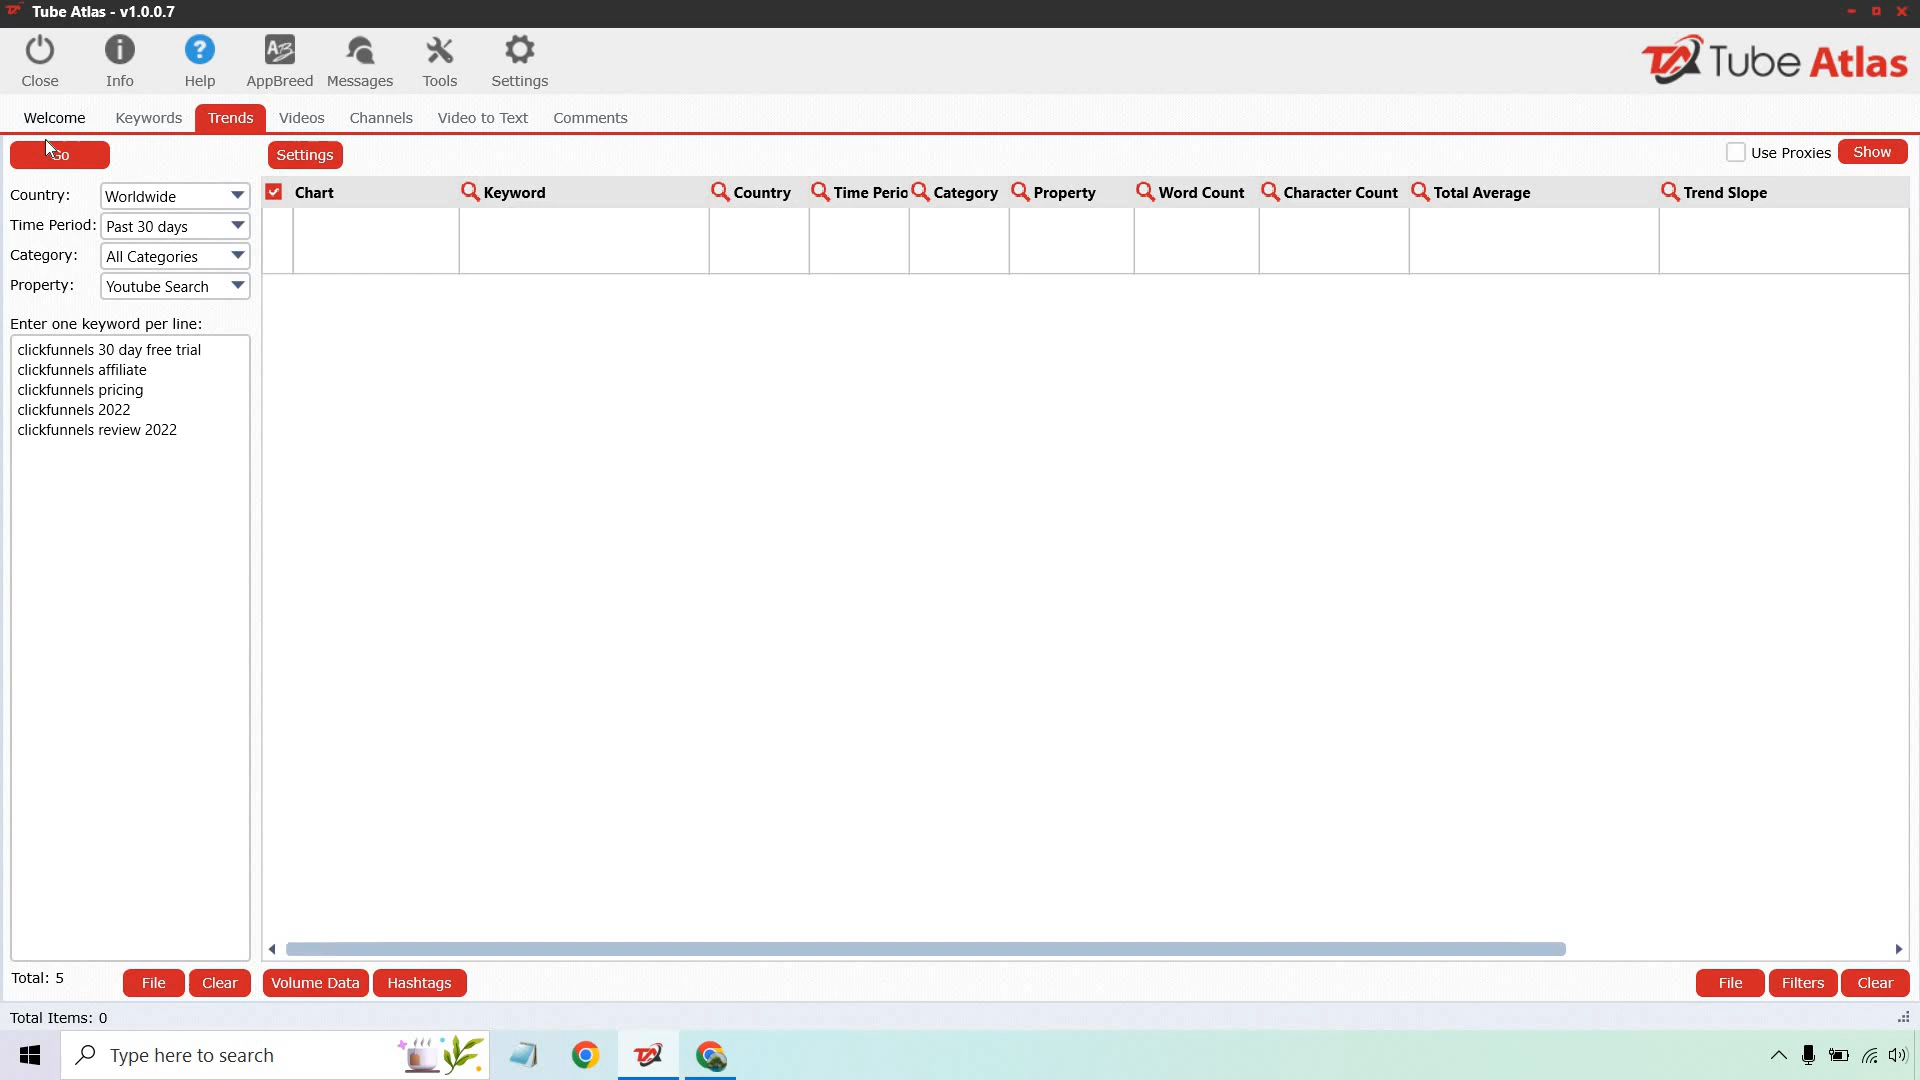 Tube Atlas - v1.0.0.7
Close Info Help AppBreed Messages Tools Settings
Tube Atlas
Welcome Keywords Trends Videos Channels Video to Text Comments
Go Settings Use Proxies Show
Country: Worldwide
Time Period: Past 30 days
Category: All Categories
Property: Youtube Search
Chart Keyword Country Time Perio Category Property Word Count Character Count Total Average Trend Slope
Enter one keyword per line:
clickfunnels 30 day free trial
clickfunnels affiliate
clickfunnels pricing
clickfunnels 2022
clickfunnels review 2022
Total: 5 File Clear Volume Data Hashtags File Filters Clear
Total Items: 0
Type here to search